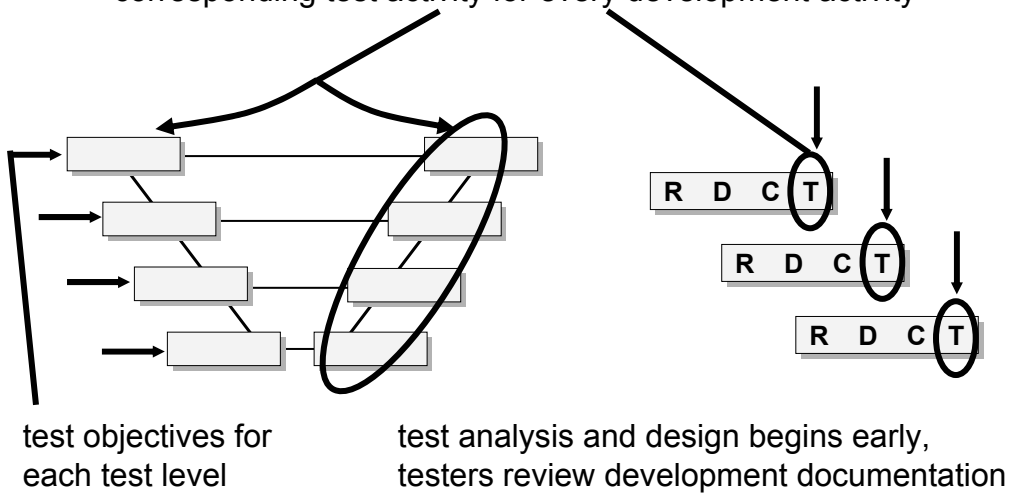 corresponding test activity for every development activity
R D C T
R D C T
R D C T
test objectives for
each test level
test analysis and design begins early,
testers review development documentation